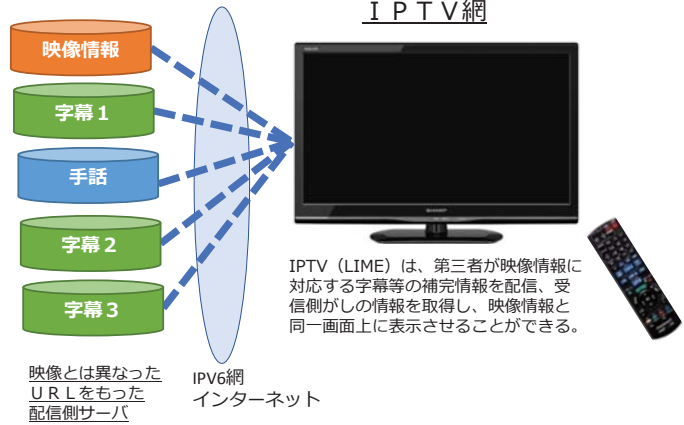 ＩＰＴＶ網
映像情報
字幕１
手話
字幕２
字幕３
SHARP
IPTV（LIME）は、第三者が映像情報に
対応する字幕等の補完情報を配信、受
信側がしの情報を取得し、映像情報と
同一画面上に表示させることができる。
映像とは異なった
ＵＲＬをもった
配信側サーバ
IPV6網
インターネット